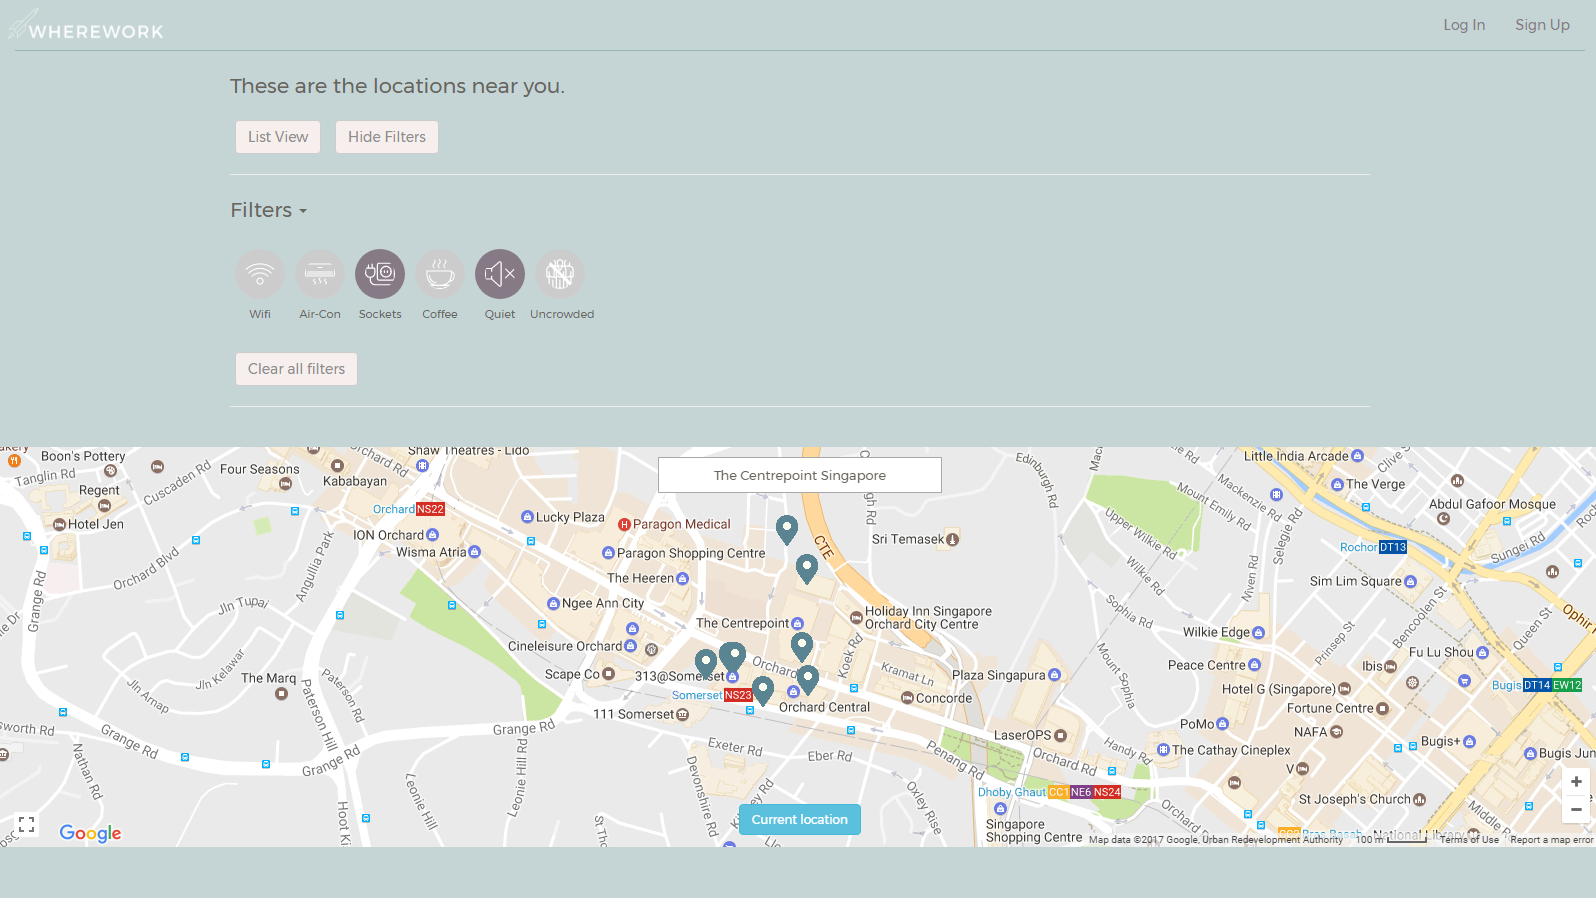 WHEREWORK
Log In
Sign Up
These are the locations near you.
List View
Hide Filters
Filters
Wifi
Air-Con
Sockets
Coffee
Quiet
Uncrowded
Clear all filters
The Centrepoint Singapore
Boon's Pottery
Tanglin Rd
Cuscaden Rd
Regent
Hotel Jen
Four Seasons
Kababayan
Orchard Rd
Shaw Theatres - Lido
Orchard NS22
ION Orchard
Wisma Atria
Lucky Plaza
Paragon Medical
Paragon Shopping Centre
The Heeren
Ngee Ann City
Cineleisure Orchard
Scape Co
The Centrepoint
313@Somerset
Somerset NS23
111 Somerset
Orchard Central
Orchard Blvd
Angullia Park
Grange Rd
Jln Tupai
Jln Kelawar
Jln Arnap
The Marq
Paterson Rd
Paterson Hill
Grange Rd
Grange Rd
Grange Rd
Nathan Rd
Leonie Hill
Leonie Hill Rd
Devonshire Rd
Exeter Rd
Eber Rd
Oxley Rise
Penang Rd
Orchard Rd
Koek Rd
Kramat Ln
Concorde
Holiday Inn Singapore
Orchard City Centre
CTE
Sri Temasek
Edinburgh Rd
Plaza Singapura
LaserOPS
Handy Rd
Dhoby Ghaut CC1 NE6 NS24
Singapore
Shopping Centre
The Cathay Cineplex
PoMo
Mount Sophia
Sophia Rd
Wilkie Rd
Upper Wilkie Rd
Mount Emily Rd
Mackenzie Rd
Niven Rd
Selegie Rd
Little India Arcade
The Verge
Clive
Abdul Gafoor Mosque
Rochor DT13
Sungei Rd
Sim Lim Square
Ophir
Wilkie Edge
Peace Centre
Prinsep St
Bencoolen St
Queen St
Fu Lu Shou
Ibis
Hotel G (Singapore)
Fortune Centre
NAFA
Bugis DT14 EW12
Bugis+
Bugis Jun
V
St Joseph's Church
Middle Rd
Current location
Google
Map data ©2017 Google, Urban Redevelopment Authority
100 m
Terms of Use
Report a map error